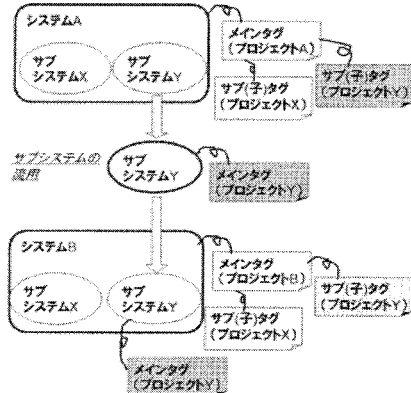 システムA
サブ
システムX
サブ
システムY
メインタグ
(プロジェクトA)
サブ(子)タグ
(プロジェクトX)
サブ(子)タグ
(プロジェクトY)
サブシステムの
流用
サブ
システムY
メインタグ
(プロジェクトY)
システムB
サブ
システムX
サブ
システムY
メインタグ
(プロジェクトB)
サブ(子)タグ
(プロジェクトX)
サブ(子)タグ
(プロジェクトY)
メインタグ
(プロジェクトY)